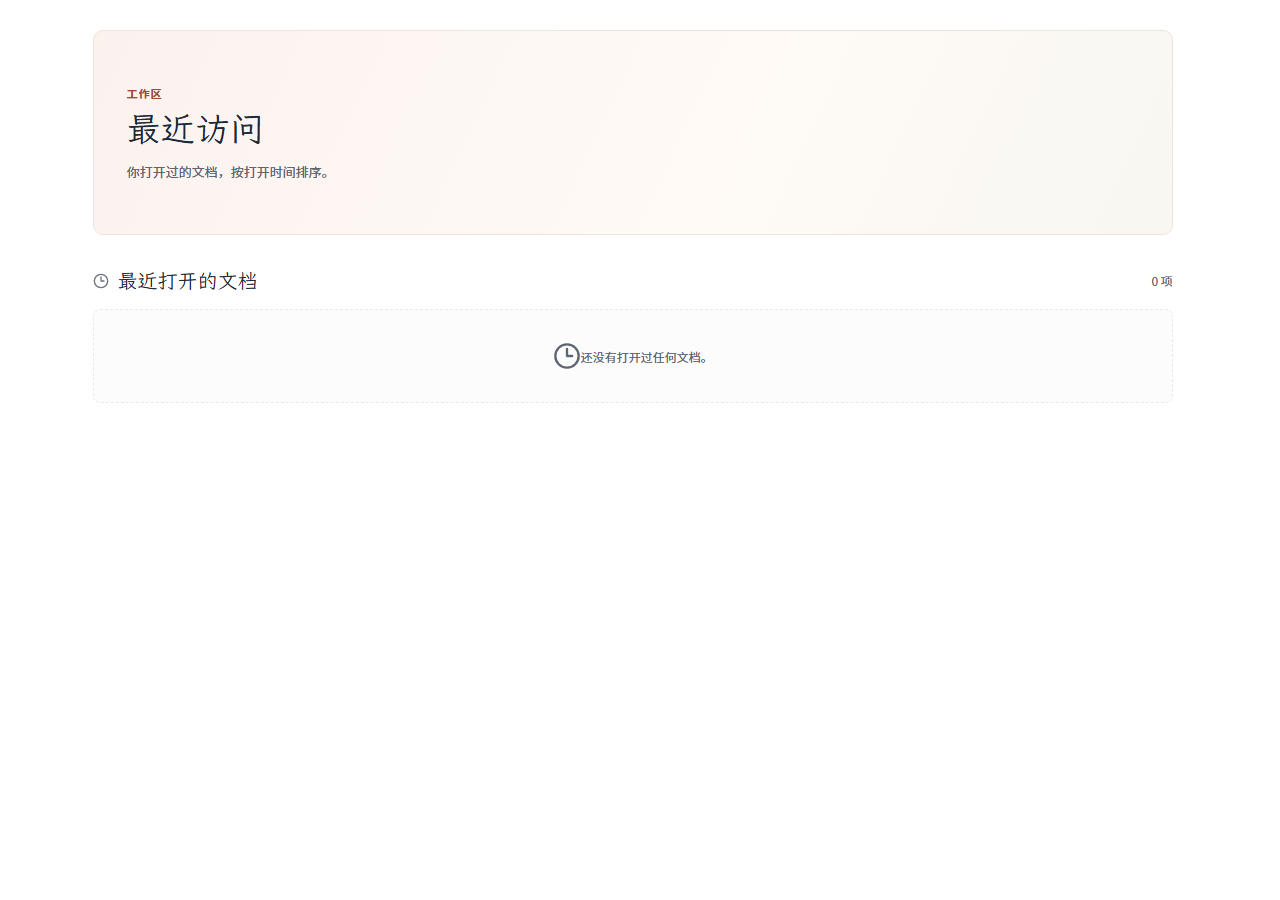 工作区
最近访问
你打开过的文档，按打开时间排序。
最近打开的文档
0 项
还没有打开过任何文档。